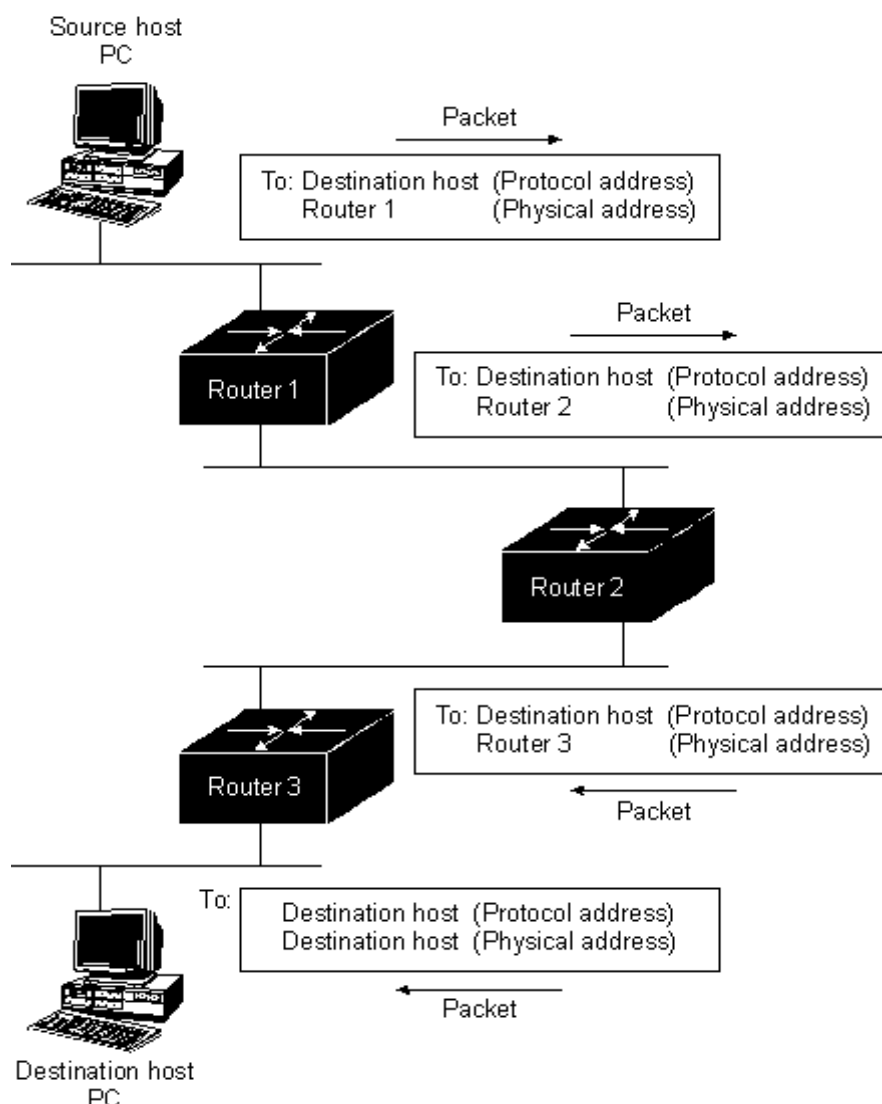 Source host
PC
Packet
To: Destination host (Protocol address)
Router 1 (Physical address)
Router 1
Packet
To: Destination host (Protocol address)
Router 2 (Physical address)
Router 2
To: Destination host (Protocol address)
Router 3 (Physical address)
Packet
Router 3
To:
Destination host (Protocol address)
Destination host (Physical address)
Packet
Destination host
PC